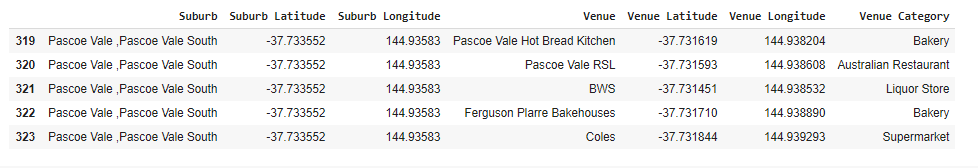 Suburb Suburb Latitude Suburb Longitude Venue Venue Latitude Venue Longitude Venue Category
319 Pascoe Vale ,Pascoe Vale South -37.733552 144.93583 Pascoe Vale Hot Bread Kitchen -37.731619 144.938204 Bakery
320 Pascoe Vale ,Pascoe Vale South -37.733552 144.93583 Pascoe Vale RSL -37.731593 144.938608 Australian Restaurant
321 Pascoe Vale ,Pascoe Vale South -37.733552 144.93583 BWS -37.731451 144.938532 Liquor Store
322 Pascoe Vale ,Pascoe Vale South -37.733552 144.93583 Ferguson Plarre Bakehouses -37.731710 144.938890 Bakery
323 Pascoe Vale ,Pascoe Vale South -37.733552 144.93583 Coles -37.731844 144.939293 Supermarket